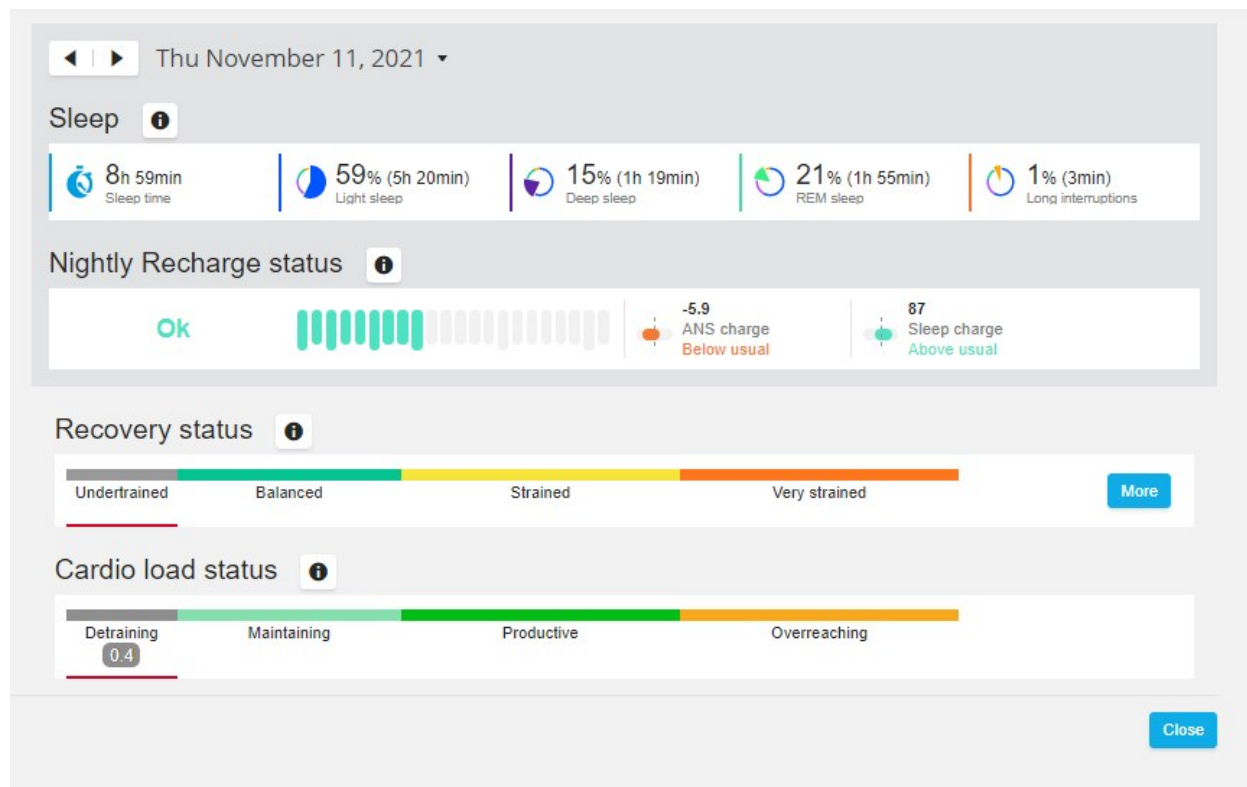 Thu November 11, 2021
Sleep
8h 59min
Sleep time
59% (5h 20min)
Light sleep
15% (1h 19min)
Deep sleep
21% (1h 55min)
REM sleep
1% (3min)
Long interruptions
Nightly Recharge status
Ok
-5.9
ANS charge
Below usual
87
Sleep charge
Above usual
Recovery status
Undertrained Balanced Strained Very strained
More
Cardio load status
Detraining Maintaining Productive Overreaching
0.4
Close